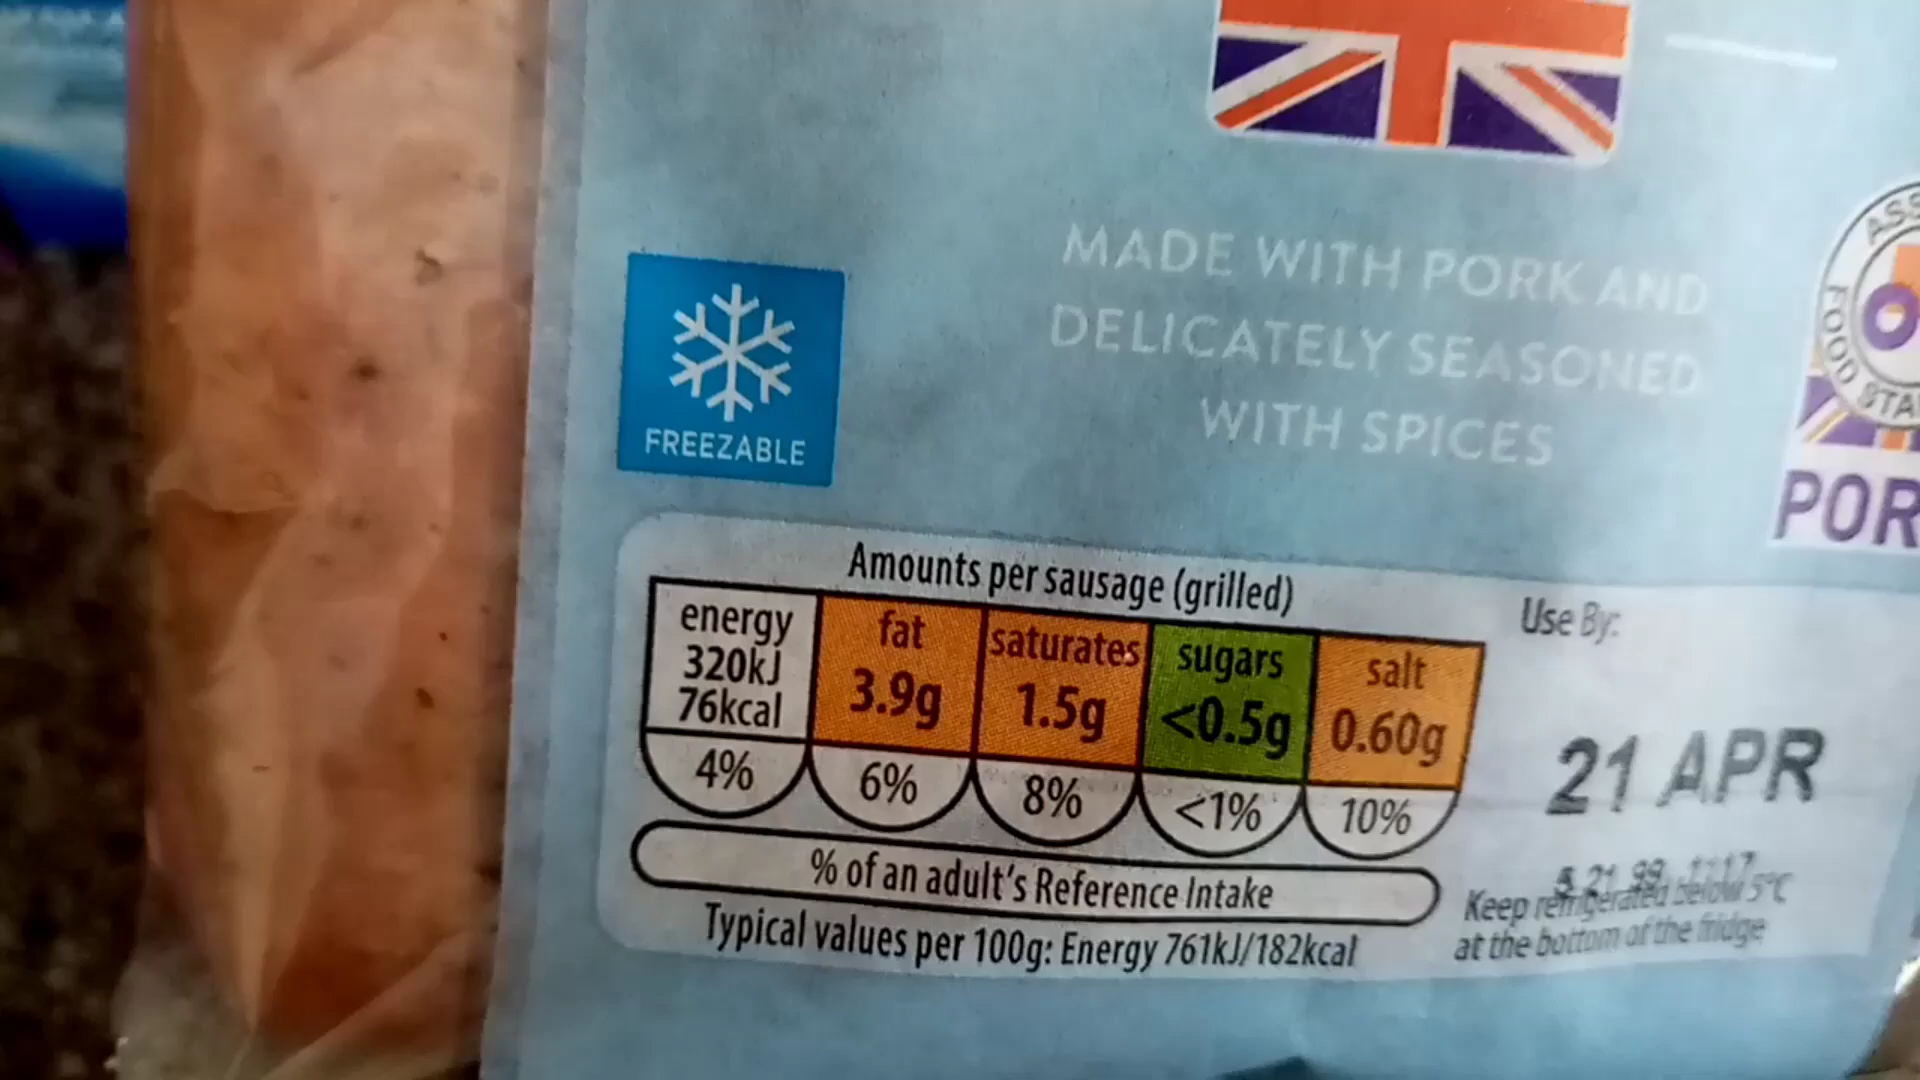 MADE WITH PORK AND
DELICATELY SEASONED
WITH SPICES
FREEZABLE
ASS
FOOD STA
POR
Amounts per sausage (grilled)
energy 320kJ 76kcal 4%
fat 3.9g 6%
saturates 1.5g 8%
sugars <0.5g <1%
salt 0.60g 10%
% of an adult's Reference Intake
Typical values per 100g: Energy 761kJ/182kcal
Use By:
21 APR
Keep refrigerated below 5°C
at the bottom of the fridge